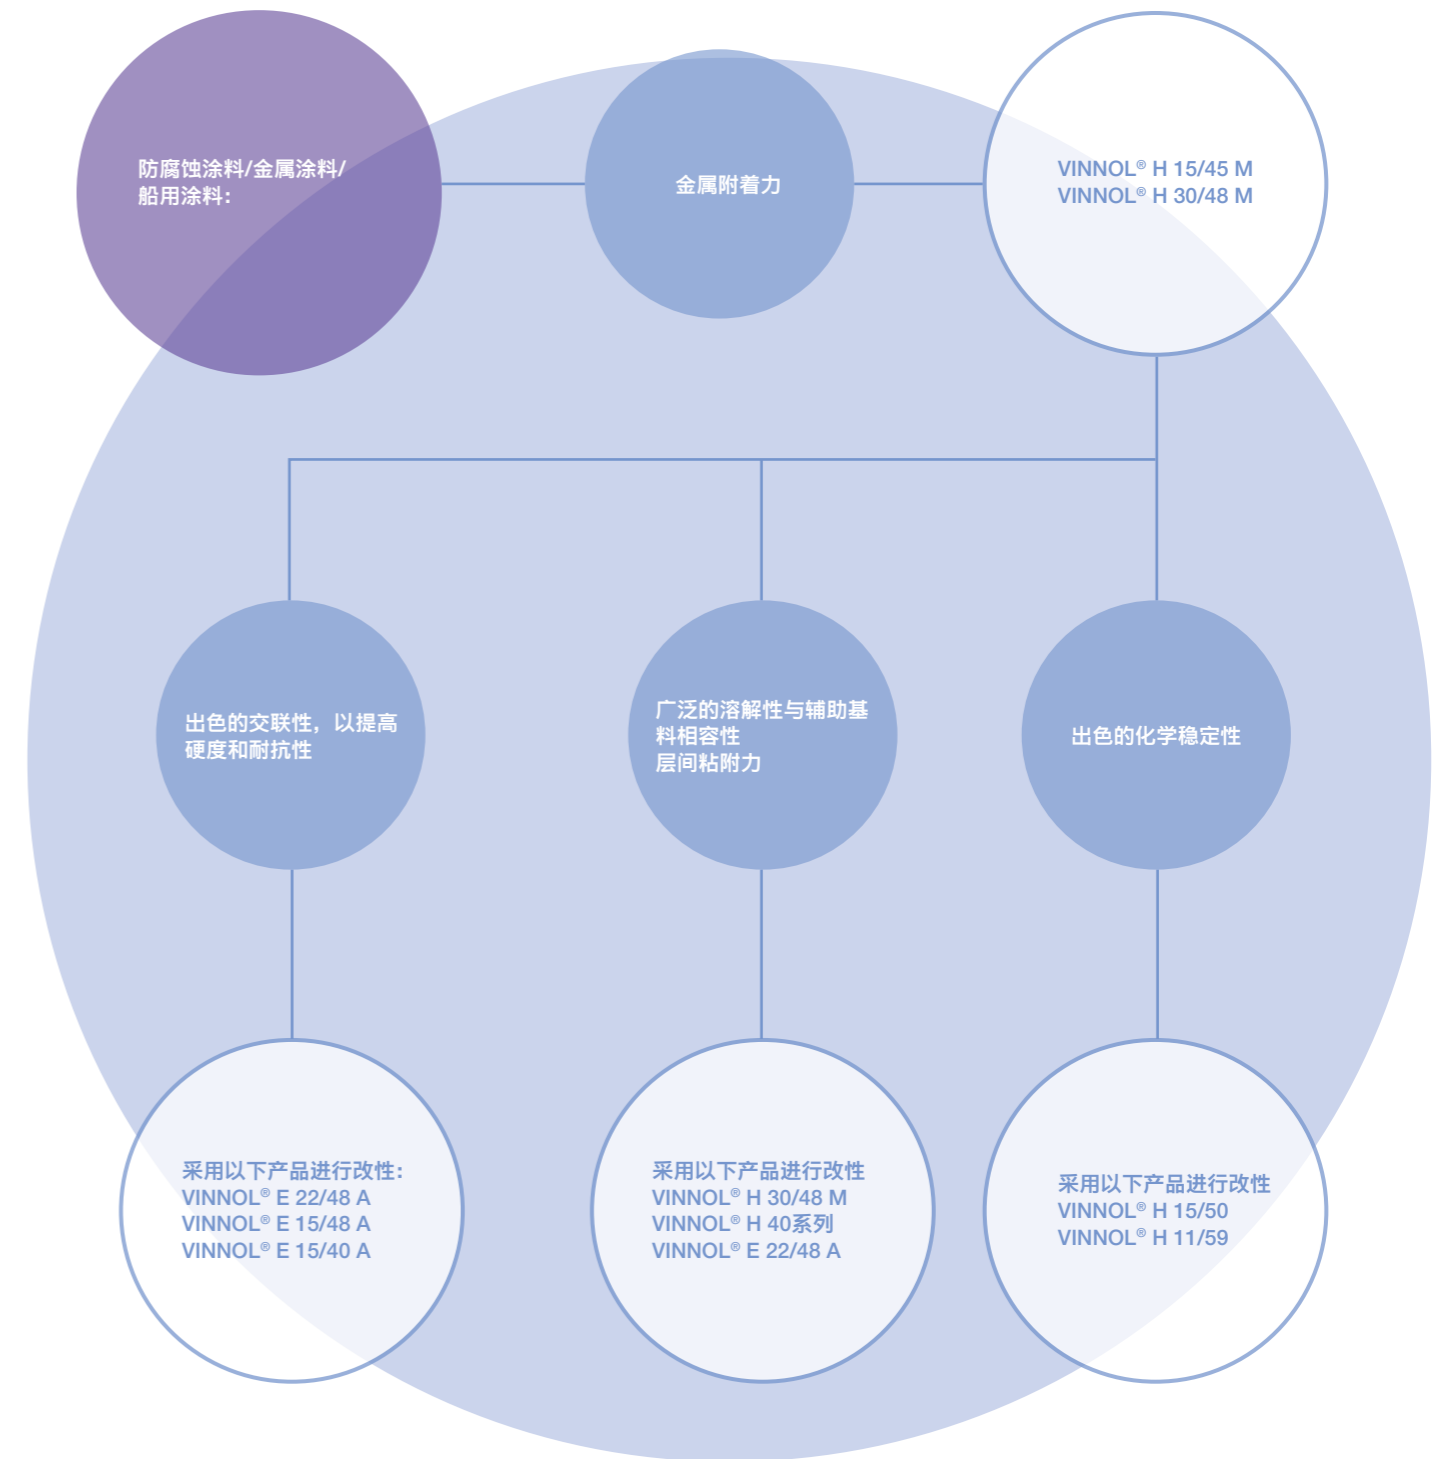 防腐蚀涂料/金属涂料/
船用涂料：
金属附着力
VINNOL® H 15/45 M
VINNOL® H 30/48 M
出色的交联性，以提高
硬度和耐抗性
广泛的溶解性与辅助基
料相容性
层间粘附力
出色的化学稳定性
采用以下产品进行改性：
VINNOL® E 22/48 A
VINNOL® E 15/48 A
VINNOL® E 15/40 A
采用以下产品进行改性
VINNOL® H 30/48 M
VINNOL® H 40系列
VINNOL® E 22/48 A
采用以下产品进行改性
VINNOL® H 15/50
VINNOL® H 11/59